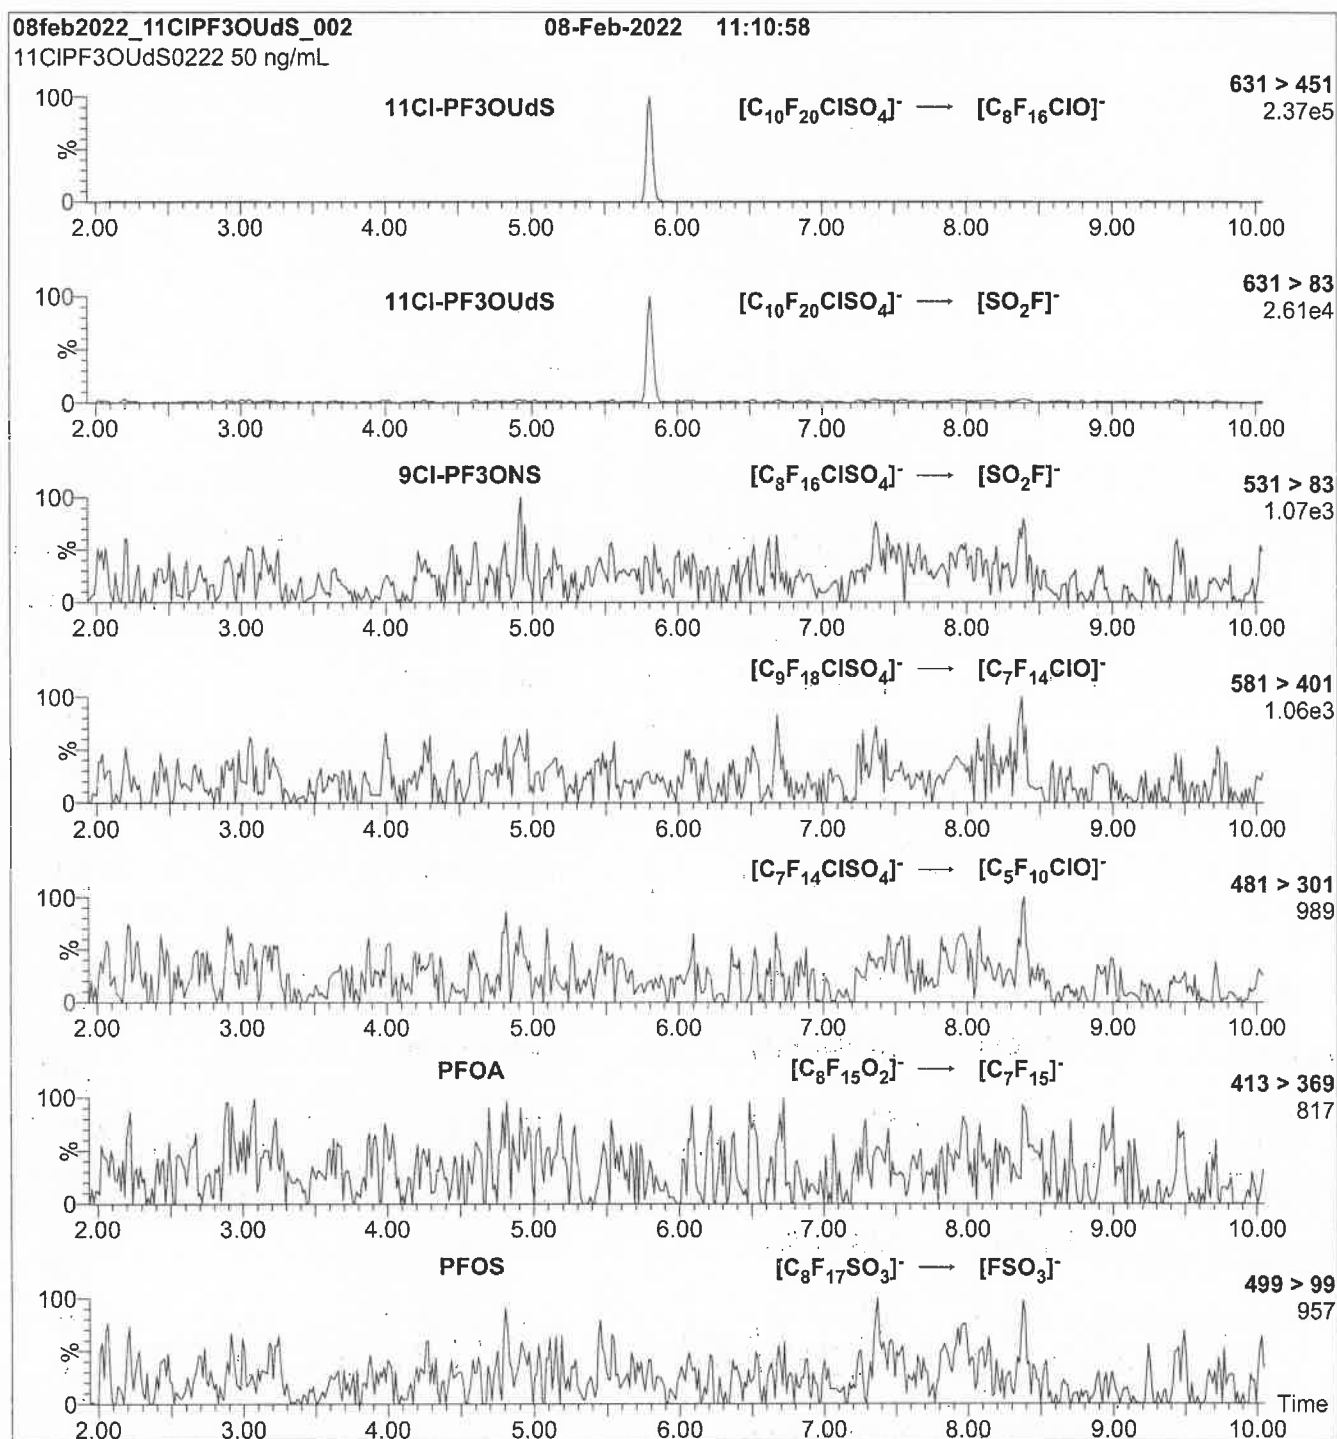 08feb2022_11ClPF3OUdS_002 08-Feb-2022 11:10:58
11ClPF3OUdS0222 50 ng/mL
11Cl-PF3OUdS [C10F20ClSO4]- → [C8F16ClO]- 631 > 451
2.37e5
100
%
0
2.00 3.00 4.00 5.00 6.00 7.00 8.00 9.00 10.00
11Cl-PF3OUdS [C10F20ClSO4]- → [SO2F]- 631 > 83
2.61e4
100
%
0
2.00 3.00 4.00 5.00 6.00 7.00 8.00 9.00 10.00
9Cl-PF3ONS [C8F16ClSO4]- → [SO2F]- 531 > 83
1.07e3
100
%
0
2.00 3.00 4.00 5.00 6.00 7.00 8.00 9.00 10.00
[C9F18ClSO4]- → [C7F14ClO]- 581 > 401
1.06e3
100
%
0
2.00 3.00 4.00 5.00 6.00 7.00 8.00 9.00 10.00
[C7F14ClSO4]- → [C5F10ClO]- 481 > 301
989
100
%
0
2.00 3.00 4.00 5.00 6.00 7.00 8.00 9.00 10.00
PFOA [C8F15O2]- → [C7F15]- 413 > 369
817
100
%
0
2.00 3.00 4.00 5.00 6.00 7.00 8.00 9.00 10.00
PFOS [C8F17SO3]- → [FSO3]- 499 > 99
957
100
%
0
Time
2.00 3.00 4.00 5.00 6.00 7.00 8.00 9.00 10.00